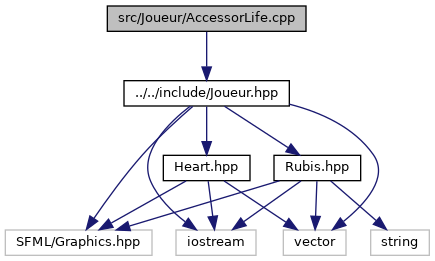 src/Joueur/AccessorLife.cpp
../../include/Joueur.hpp
Heart.hpp
Rubis.hpp
SFML/Graphics.hpp
iostream
vector
string